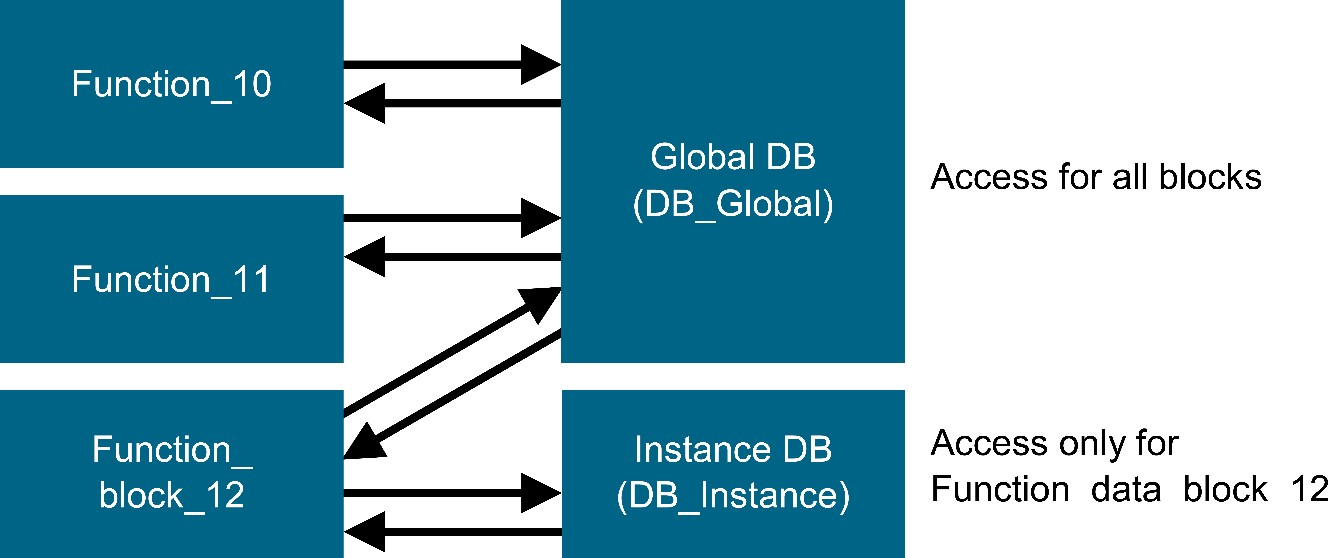 Function_10
Global DB
(DB_Global)
Access for all blocks
Function_11
Function_
block_12
Instance DB
(DB_Instance)
Access only for
Function data block 12